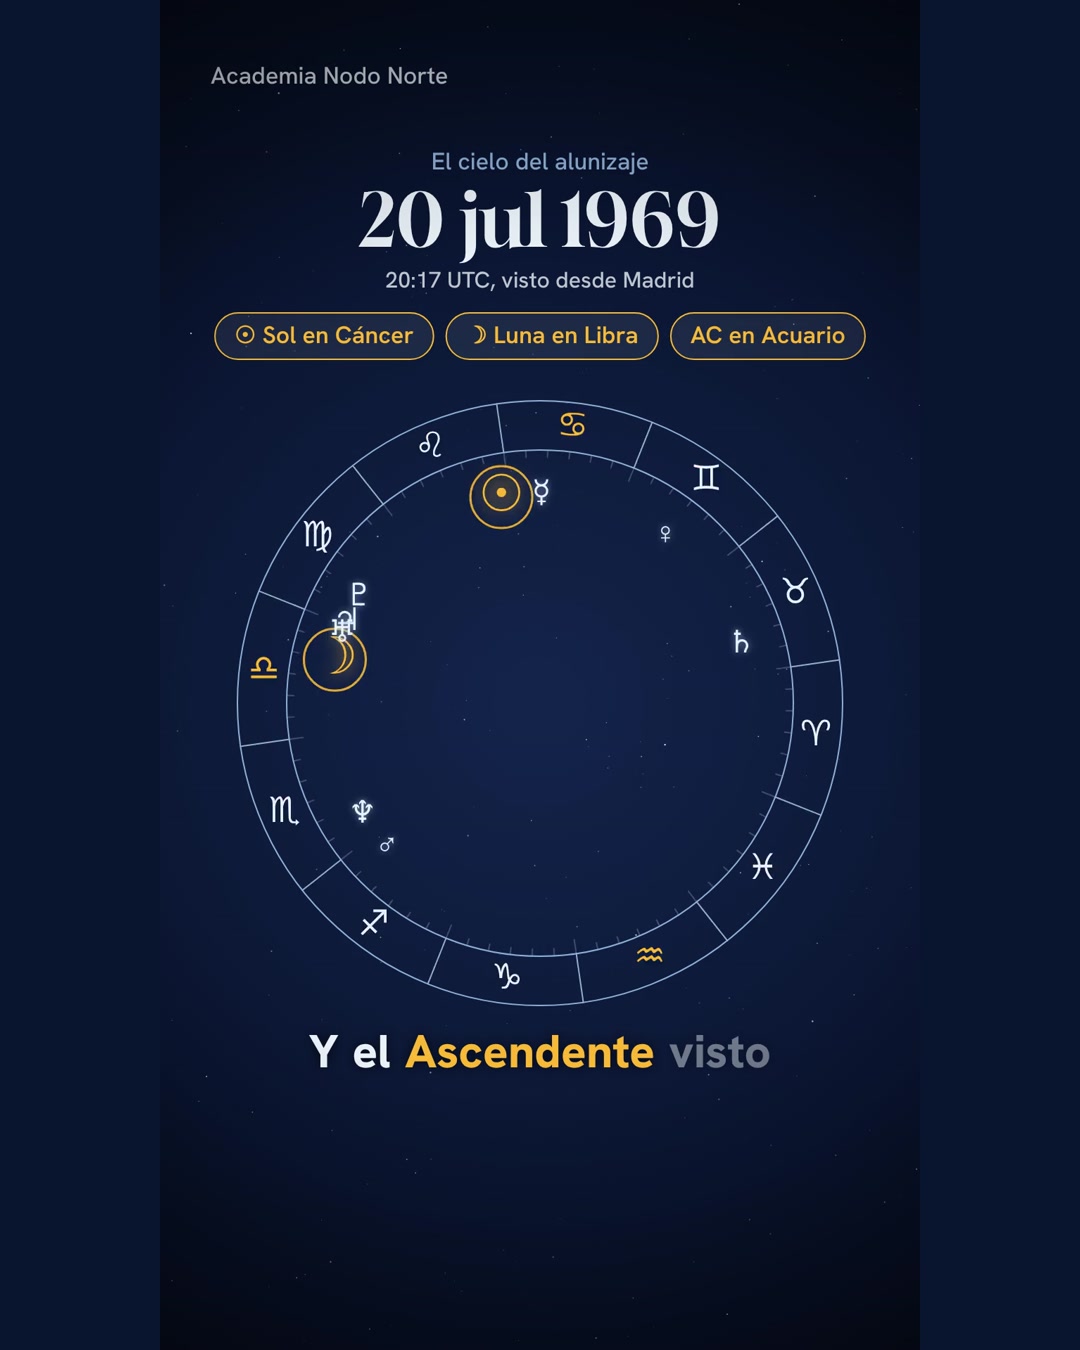 Academia Nodo Norte
El cielo del alunizaje
20 jul 1969
20:17 UTC, visto desde Madrid
☉ Sol en Cáncer ☽ Luna en Libra AC en Acuario
Y el Ascendente visto